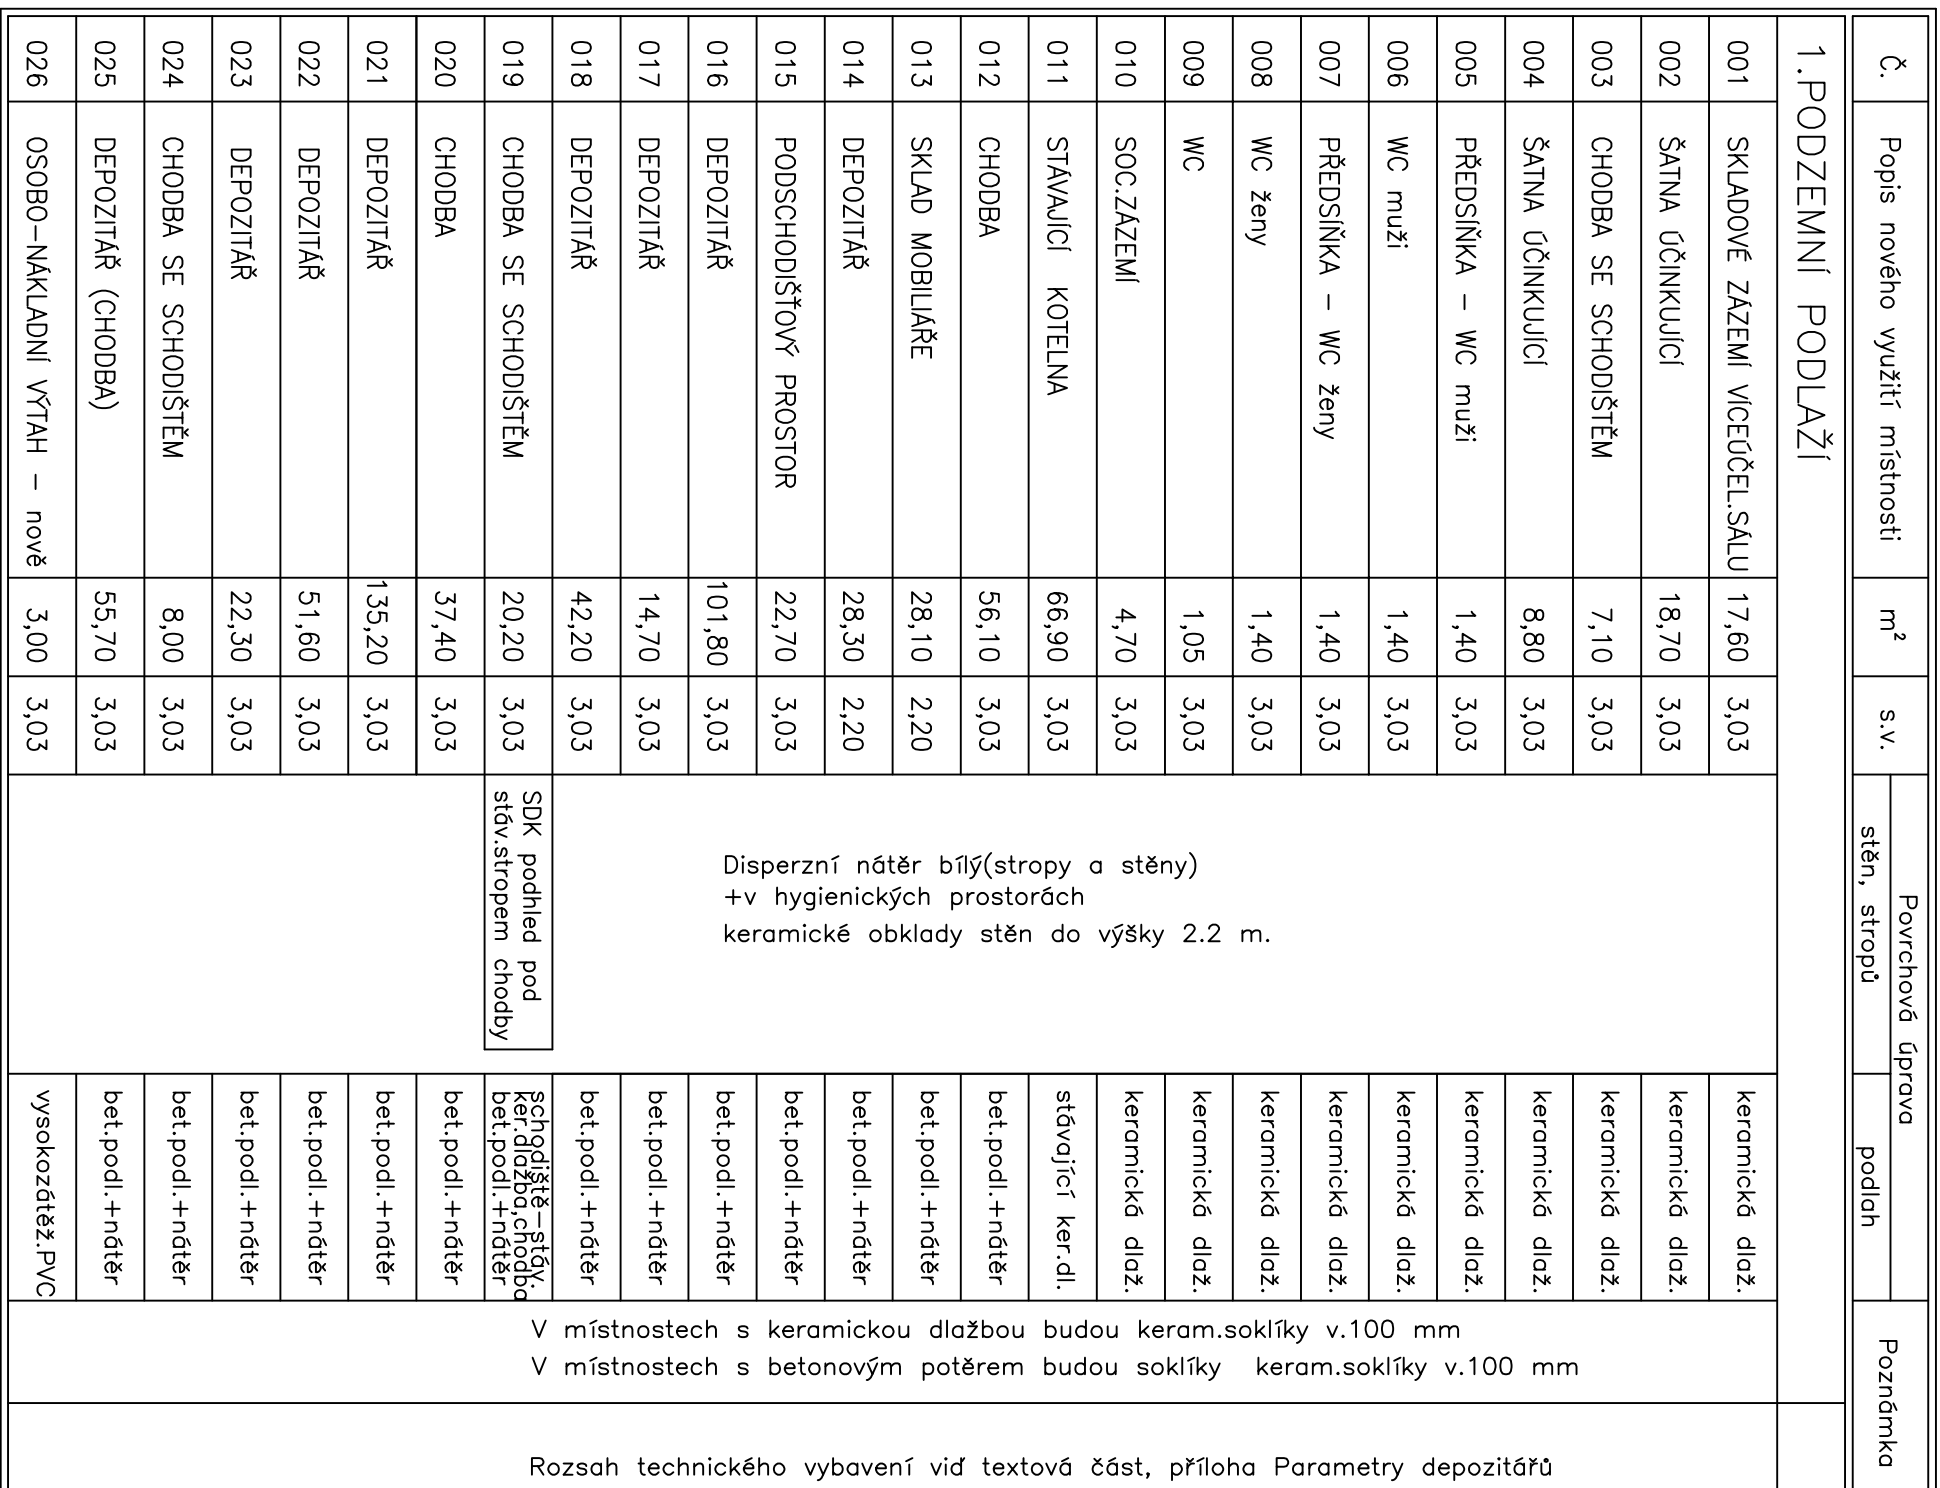 Č. Popis nového využití místnosti m² s.v. Povrchová úprava Poznámka
stěn, stropů podlah
1.PODZEMNÍ PODLAŽÍ
001 SKLADOVÉ ZÁZEMÍ VÍCEÚČEL.SÁLU 17,60 3,03 keramická dlaž.
002 ŠATNA ÚČINKUJÍCÍ 18,70 3,03 keramická dlaž.
003 CHODBA SE SCHODIŠTĚM 7,10 3,03 keramická dlaž.
004 ŠATNA ÚČINKUJÍCÍ 8,80 3,03 keramická dlaž.
005 PŘEDSÍŇKA – WC muži 1,40 3,03 keramická dlaž.
006 WC muži 1,40 3,03 keramická dlaž.
007 PŘEDSÍŇKA – WC ženy 1,40 3,03 keramická dlaž.
008 WC ženy 1,40 3,03 keramická dlaž.
009 WC 1,05 3,03 keramická dlaž.
010 SOC.ZÁZEMÍ 4,70 3,03 keramická dlaž.
011 STÁVAJÍCÍ KOTELNA 66,90 3,03 stávající ker.dl.
012 CHODBA 56,10 3,03 bet.podl.+nátěr
013 SKLAD MOBILIÁŘE 28,10 2,20 bet.podl.+nátěr
014 DEPOZITÁŘ 28,30 2,20 bet.podl.+nátěr
015 PODSCHODIŠŤOVÝ PROSTOR 22,70 3,03 bet.podl.+nátěr
016 DEPOZITÁŘ 101,80 3,03 bet.podl.+nátěr
017 DEPOZITÁŘ 14,70 3,03 bet.podl.+nátěr
018 DEPOZITÁŘ 42,20 3,03 bet.podl.+nátěr
019 CHODBA SE SCHODIŠTĚM 20,20 3,03
SDK podhled pod
stáv.stropem chodby
schodiště–stáv.
ker.dlažba,chodba
bet.podl.+nátěr
020 CHODBA 37,40 3,03 bet.podl.+nátěr
021 DEPOZITÁŘ 135,20 3,03 bet.podl.+nátěr
022 DEPOZITÁŘ 51,60 3,03 bet.podl.+nátěr
023 DEPOZITÁŘ 22,30 3,03 bet.podl.+nátěr
024 CHODBA SE SCHODIŠTĚM 8,00 3,03 bet.podl.+nátěr
025 DEPOZITÁŘ (CHODBA) 55,70 3,03 bet.podl.+nátěr
026 OSOBO–NÁKLADNÍ VÝTAH – nově 3,00 3,03 vysokozátěž.PVC
Disperzní nátěr bílý(stropy a stěny)
+v hygienických prostorách
keramické obklady stěn do výšky 2.2 m.
V místnostech s keramickou dlažbou budou keram.soklíky v.100 mm
V místnostech s betonovým potěrem budou soklíky keram.soklíky v.100 mm
Rozsah technického vybavení viď textová část, příloha Parametry depozitářů